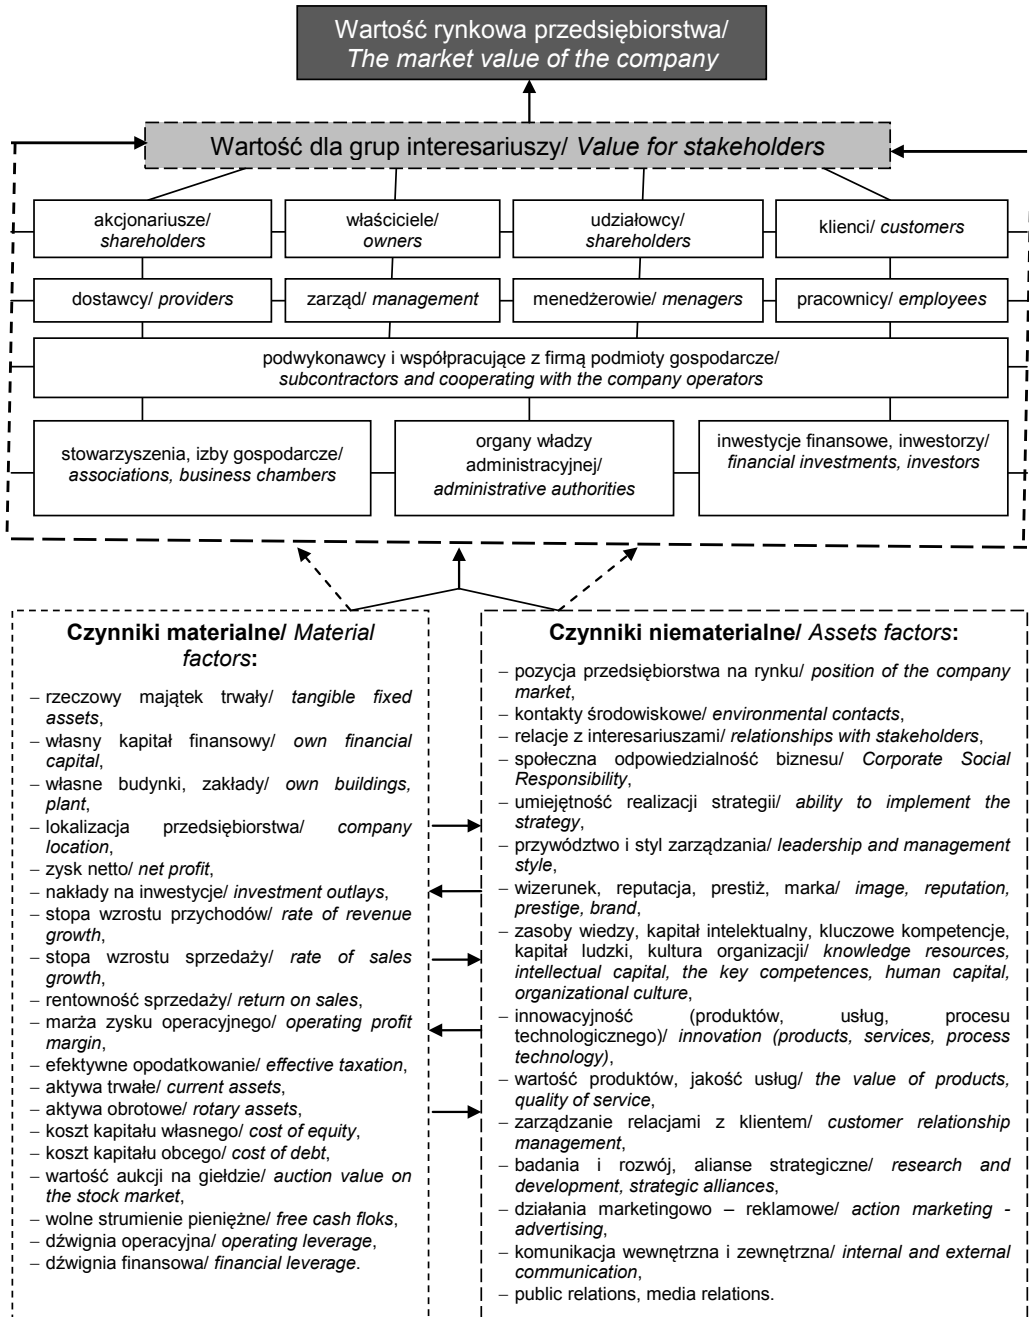 Wartość rynkowa przedsiębiorstwa/
The market value of the company
Wartość dla grup interesariuszy/ Value for stakeholders
akcjonariusze/
shareholders
właściciele/
owners
udziałowcy/
shareholders
klienci/ customers
dostawcy/ providers
zarząd/ management
menedżerowie/ menagers
pracownicy/ employees
podwykonawcy i współpracujące z firmą podmioty gospodarcze/
subcontractors and cooperating with the company operators
stowarzyszenia, izby gospodarcze/
associations, business chambers
organy władzy
administracyjnej/
administrative authorities
inwestycje finansowe, inwestorzy/
financial investments, investors
Czynniki materialne/ Material
factors:
– rzeczowy majątek trwały/ tangible fixed
assets,
– własny kapitał finansowy/ own financial
capital,
– własne budynki, zakłady/ own buildings,
plant,
– lokalizacja przedsiębiorstwa/ company
location,
– zysk netto/ net profit,
– nakłady na inwestycje/ investment outlays,
– stopa wzrostu przychodów/ rate of revenue
growth,
– stopa wzrostu sprzedaży/ rate of sales
growth,
– rentowność sprzedaży/ return on sales,
– marża zysku operacyjnego/ operating profit
margin,
– efektywne opodatkowanie/ effective taxation,
– aktywa trwałe/ current assets,
– aktywa obrotowe/ rotary assets,
– koszt kapitału własnego/ cost of equity,
– koszt kapitału obcego/ cost of debt,
– wartość aukcji na giełdzie/ auction value on
the stock market,
– wolne strumienie pieniężne/ free cash floks,
– dźwignia operacyjna/ operating leverage,
– dźwignia finansowa/ financial leverage.
Czynniki niematerialne/ Assets factors:
– pozycja przedsiębiorstwa na rynku/ position of the company
market,
– kontakty środowiskowe/ environmental contacts,
– relacje z interesariuszami/ relationships with stakeholders,
– społeczna odpowiedzialność biznesu/ Corporate Social
Responsibility,
– umiejętność realizacji strategii/ ability to implement the
strategy,
– przywództwo i styl zarządzania/ leadership and management
style,
– wizerunek, reputacja, prestiż, marka/ image, reputation,
prestige, brand,
– zasoby wiedzy, kapitał intelektualny, kluczowe kompetencje,
kapitał ludzki, kultura organizacji/ knowledge resources,
intellectual capital, the key competences, human capital,
organizational culture,
– innowacyjność (produktów, usług, procesu
technologicznego)/ innovation (products, services, process
technology),
– wartość produktów, jakość usług/ the value of products,
quality of service,
– zarządzanie relacjami z klientem/ customer relationship
management,
– badania i rozwój, alianse strategiczne/ research and
development, strategic alliances,
– działania marketingowo – reklamowe/ action marketing -
advertising,
– komunikacja wewnętrzna i zewnętrzna/ internal and external
communication,
– public relations, media relations.